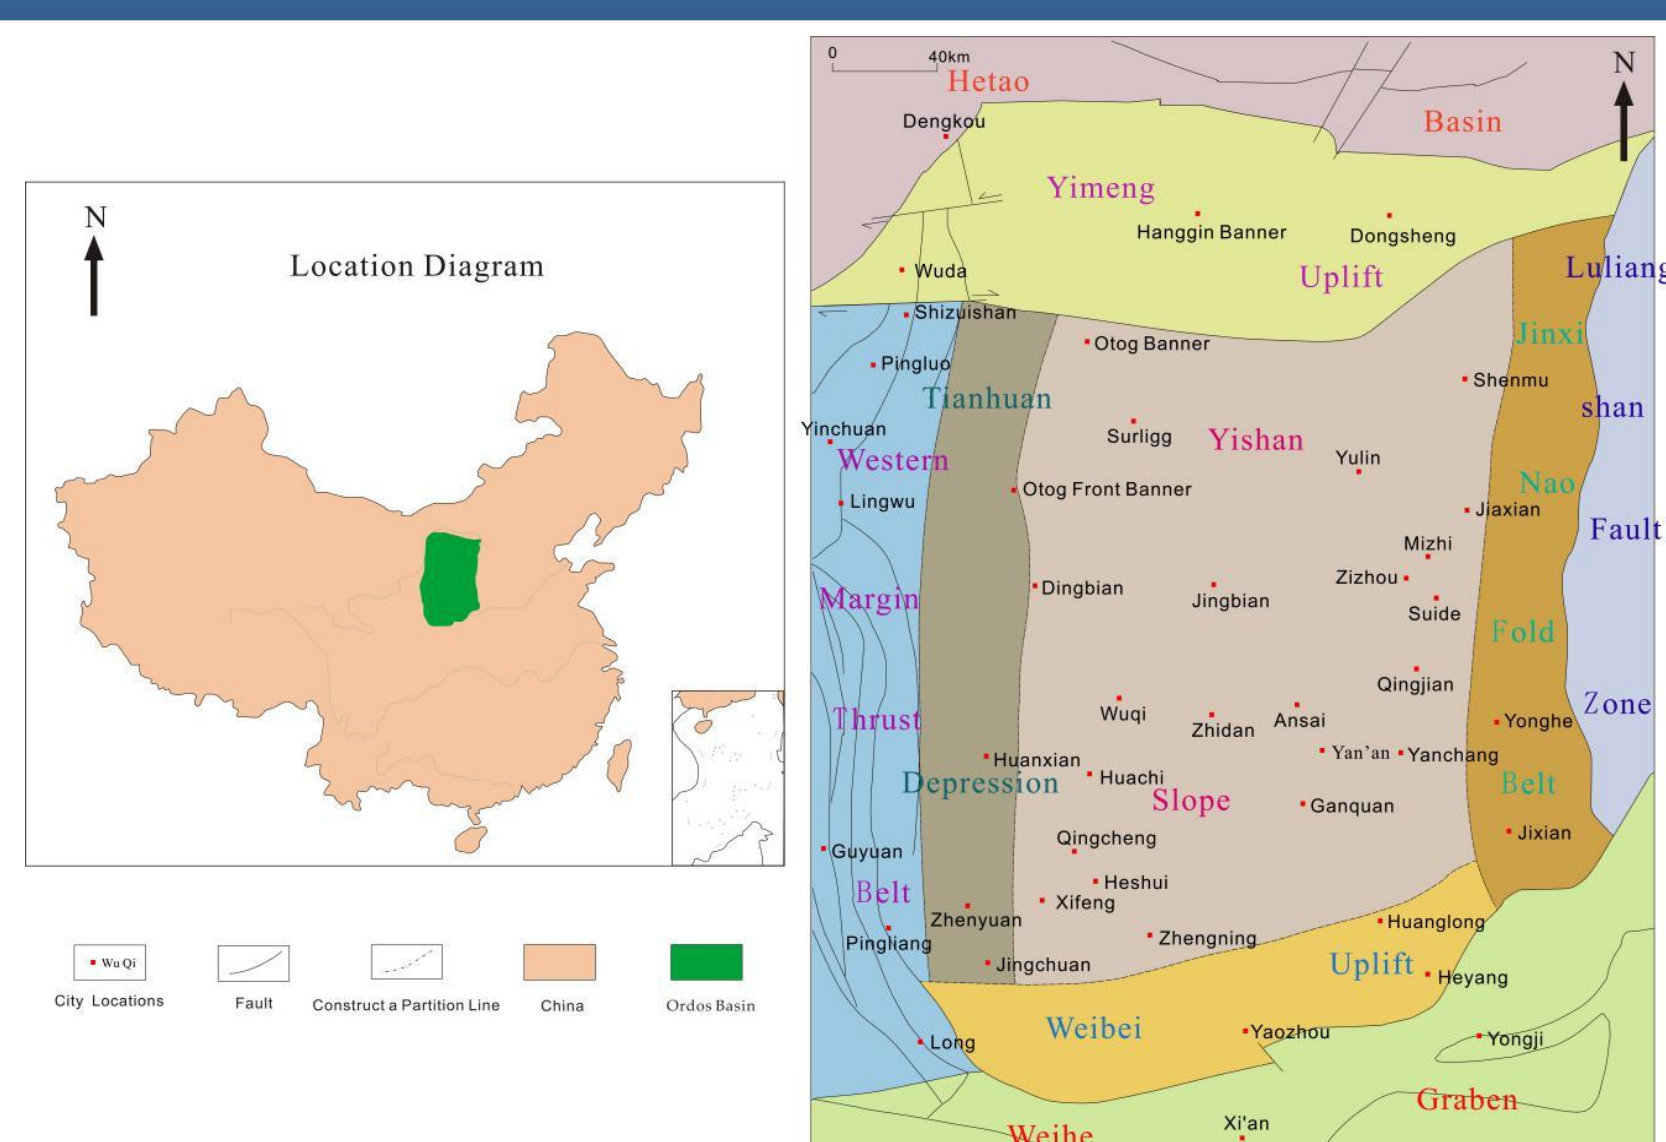 N
Location Diagram
Wu Qi
City Locations
Fault
Construct a Partition Line
China
Ordos Basin
0
40km
N
Hetao
Basin
Dengkou
Yimeng
Hanggin Banner
Dongsheng
Uplift
Wuda
Luliang
Shizuishan
Otog Banner
Jinxi
Pingluo
Shenmu
Tianhuan
shan
Yinchuan
Surligg
Yishan
Western
Yulin
Otog Front Banner
Nao
Lingwu
Jiaxian
Fault
Mizhi
Zizhou
Dingbian
Jingbian
Margin
Suide
Fold
Qingjian
Zone
Thrust
Wuqi
Zhidan
Ansai
Yonghe
Yan'an
Yanchang
Huanxian
Huachi
Depression
Slope
Belt
Ganquan
Jixian
Qingcheng
Guyuan
Heshui
Belt
Xifeng
Zhenyuan
Huanglong
Pingliang
Zhengning
Jingchuan
Uplift
Heyang
Weibei
Yaozhou
Long
Yongji
Graben
Xi'an
Weihe